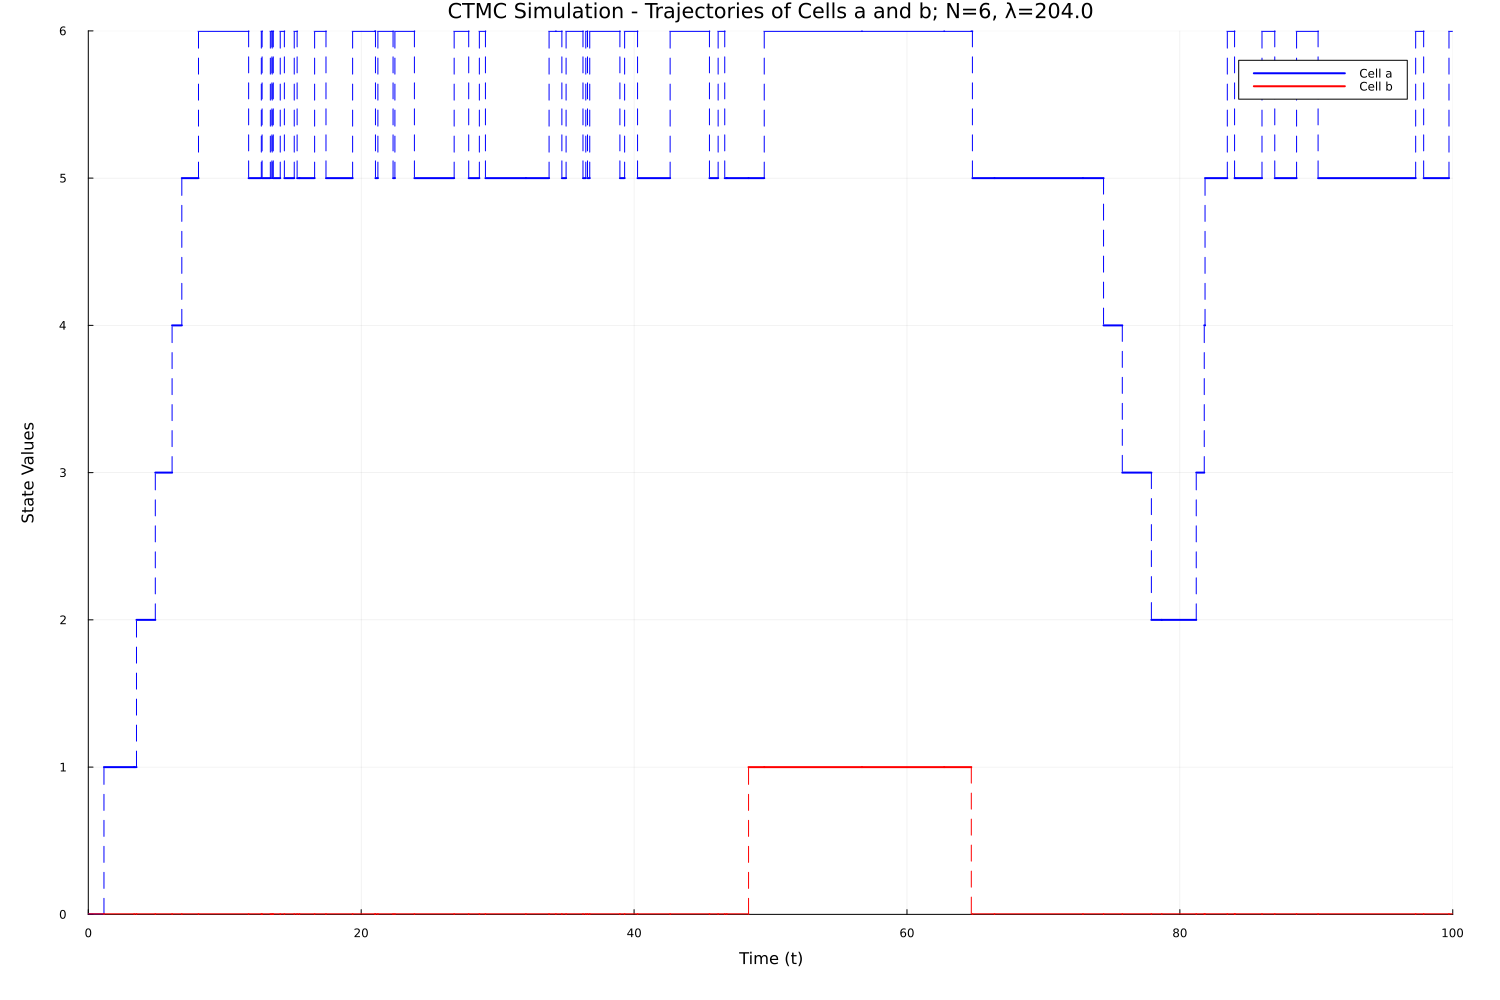 CTMC Simulation - Trajectories of Cells a and b; N=6, λ=204.0
6
Cell a
Cell b
5
4
State Values
3
2
1
0
0 20 40 60 80 100
Time (t)